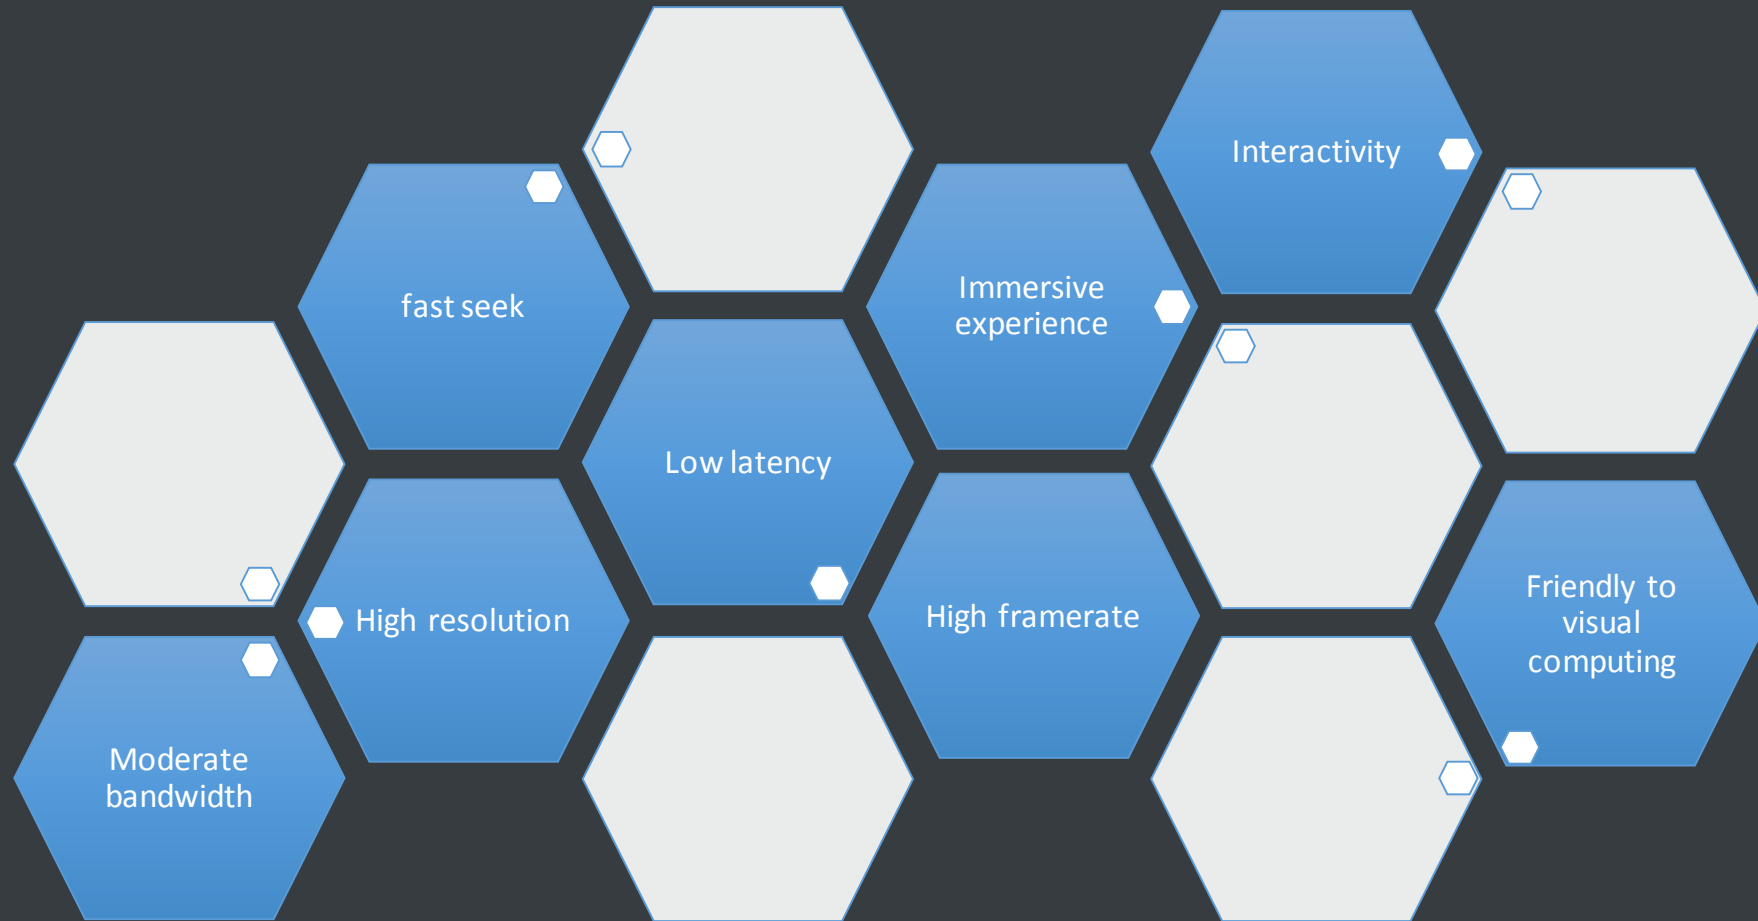 Interactivity
fast seek
Immersive
experience
Low latency
High resolution
High framerate
Friendly to
visual
computing
Moderate
bandwidth